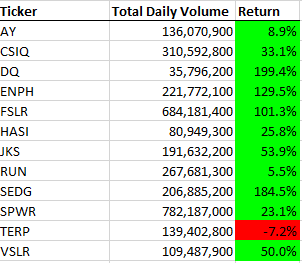 Ticker Total Daily Volume Return
AY 136,070,900 8.9%
CSIQ 310,592,800 33.1%
DQ 35,796,200 199.4%
ENPH 221,772,100 129.5%
FSLR 684,181,400 101.3%
HASI 80,949,300 25.8%
JKS 191,632,200 53.9%
RUN 267,681,300 5.5%
SEDG 206,885,200 184.5%
SPWR 782,187,000 23.1%
TERP 139,402,800 -7.2%
VSLR 109,487,900 50.0%